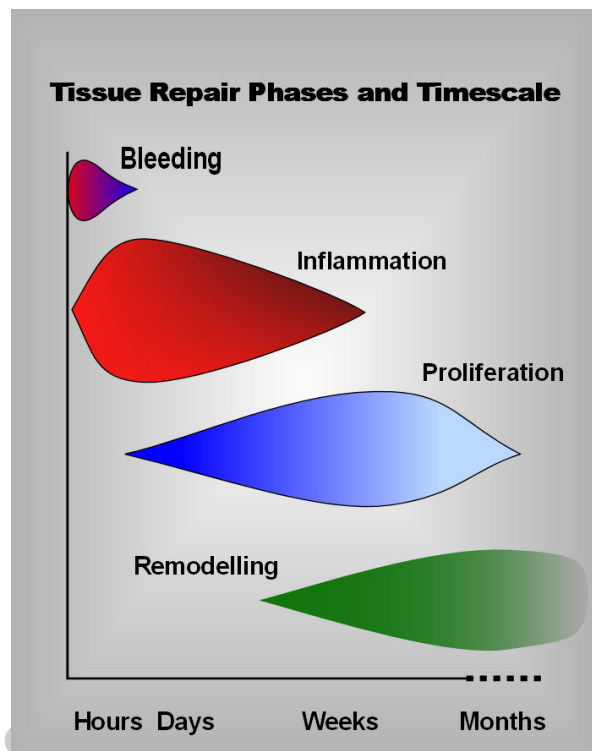 Tissue Repair Phases and Timescale
Bleeding
Inflammation
Proliferation
Remodelling
Hours Days Weeks Months